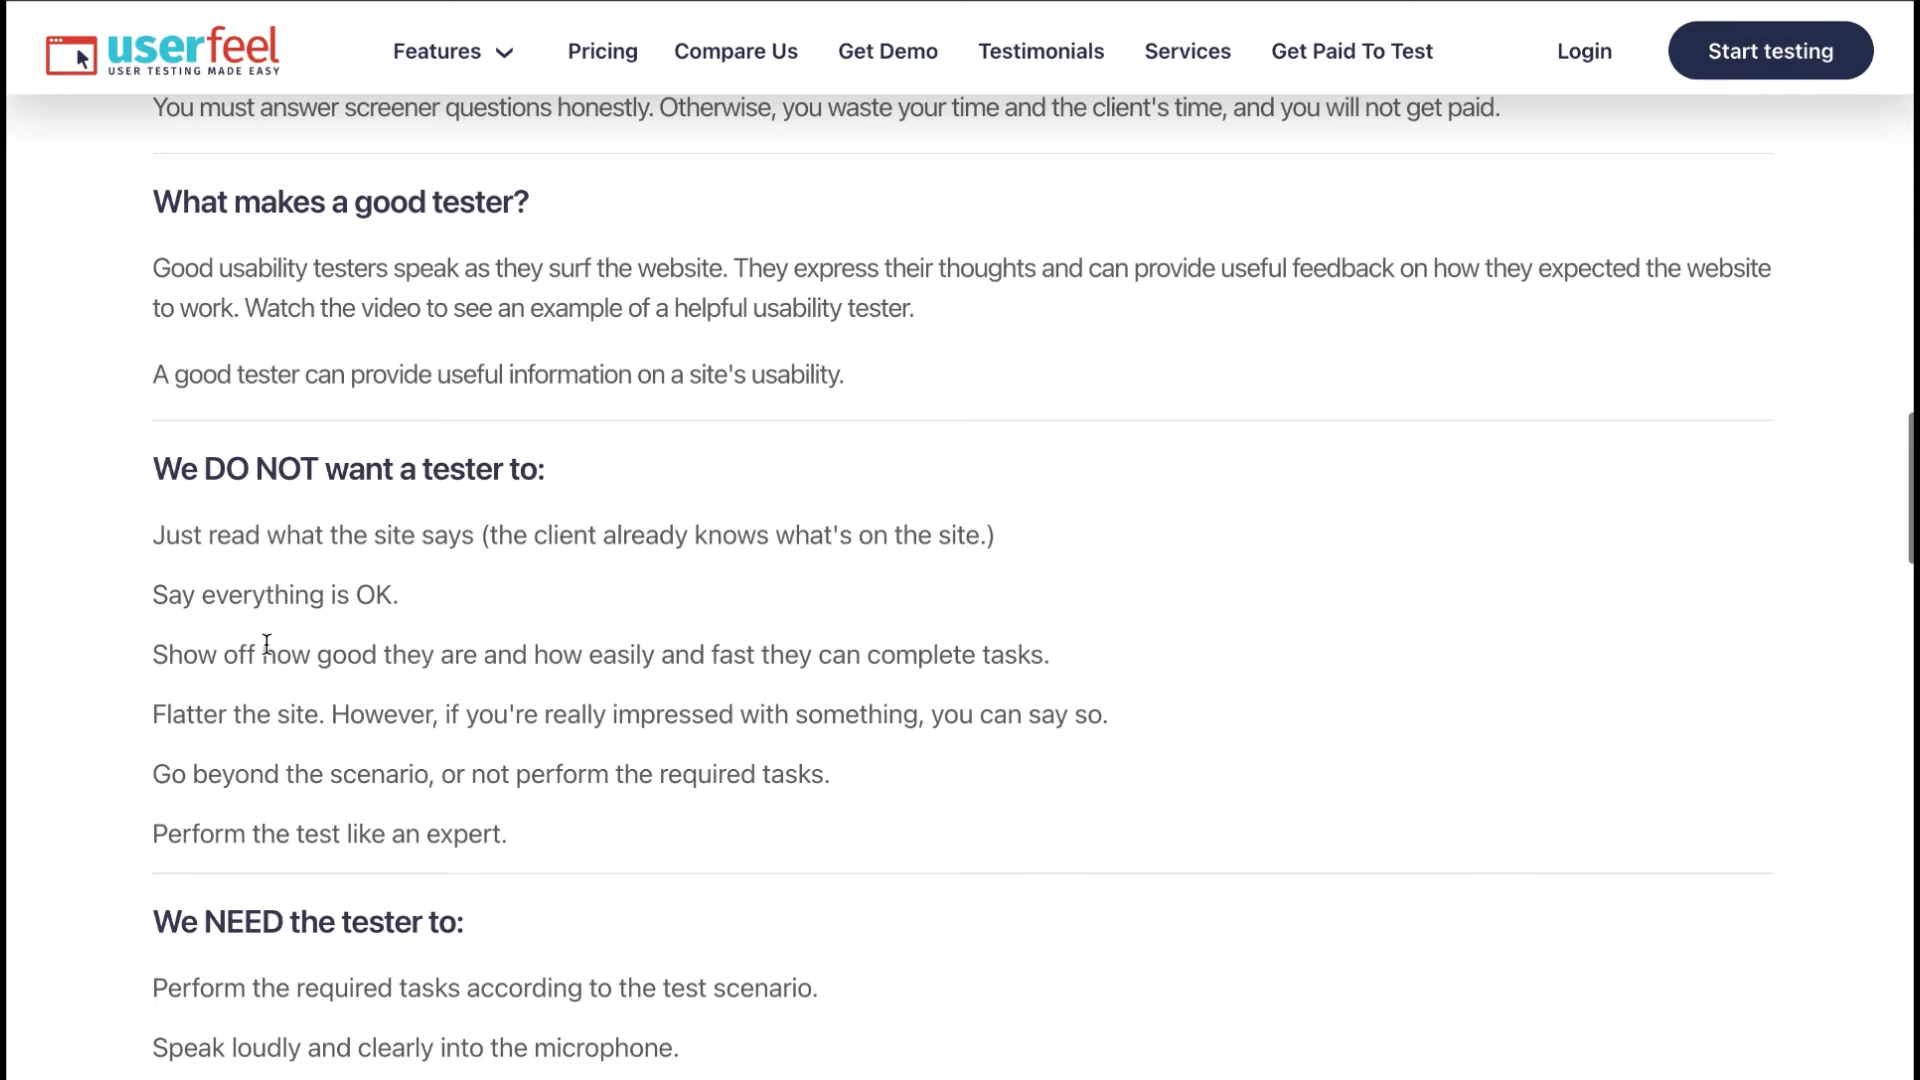 userfeel
USER TESTING MADE EASY
Features
Pricing
Compare Us
Get Demo
Testimonials
Services
Get Paid To Test
Login
Start testing
You must answer screener questions honestly. Otherwise, you waste your time and the client's time, and you will not get paid.
What makes a good tester?
Good usability testers speak as they surf the website. They express their thoughts and can provide useful feedback on how they expected the website
to work. Watch the video to see an example of a helpful usability tester.
A good tester can provide useful information on a site's usability.
We DO NOT want a tester to:
Just read what the site says (the client already knows what's on the site.)
Say everything is OK.
Show off how good they are and how easily and fast they can complete tasks.
Flatter the site. However, if you're really impressed with something, you can say so.
Go beyond the scenario, or not perform the required tasks.
Perform the test like an expert.
We NEED the tester to:
Perform the required tasks according to the test scenario.
Speak loudly and clearly into the microphone.